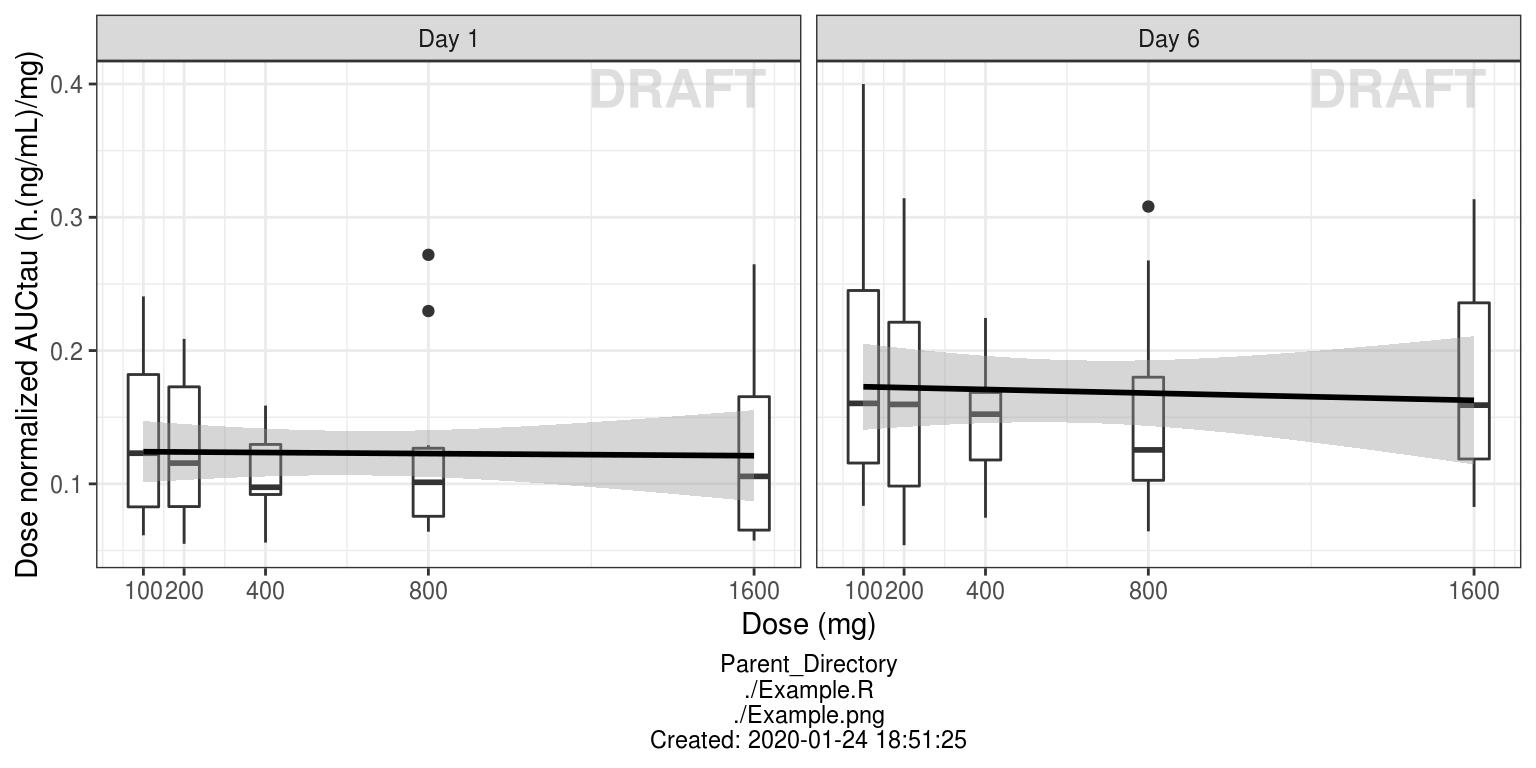 Day 1
Day 6
DRAFT
DRAFT
Dose normalized AUCtau (h.(ng/mL)/mg)
0.4
0.3
0.2
0.1
100 200 400 800 1600
100 200 400 800 1600
Dose (mg)
Parent_Directory
./Example.R
./Example.png
Created: 2020-01-24 18:51:25